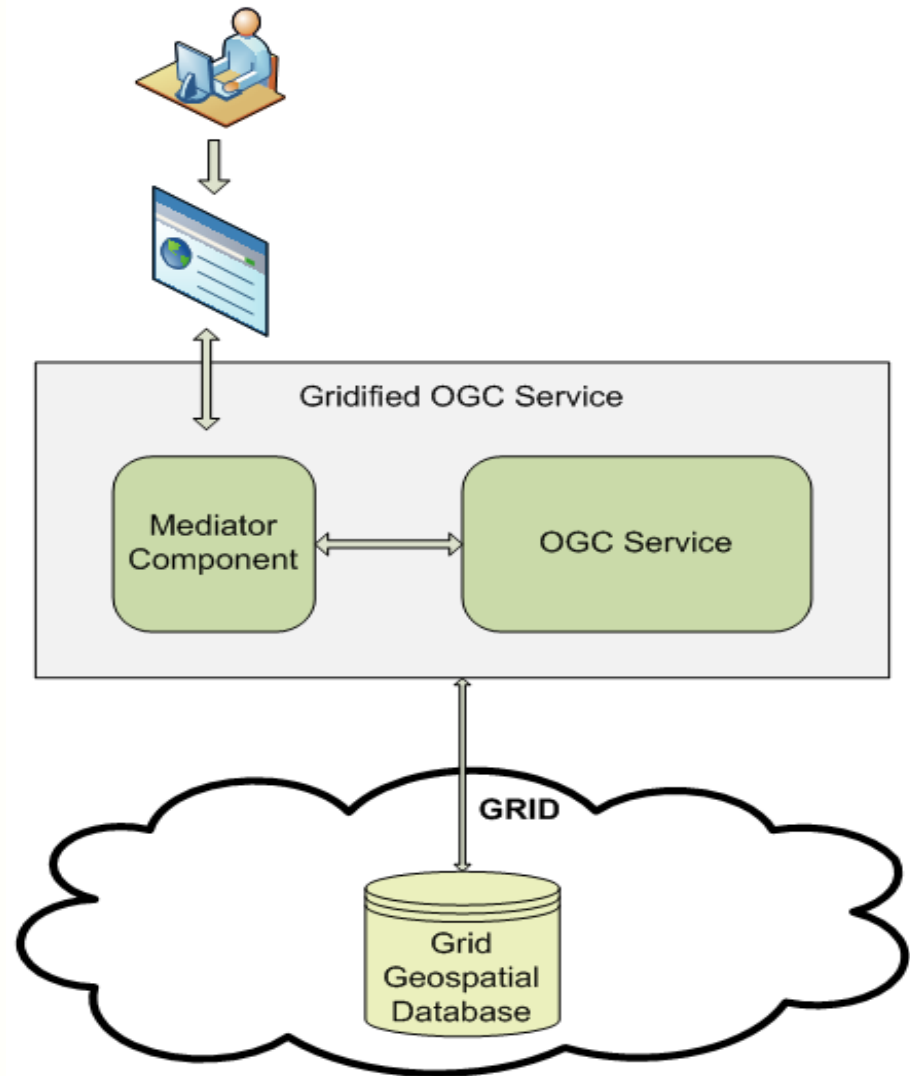 Gridified OGC Service
Mediator
Component
OGC Service
GRID
Grid
Geospatial
Database